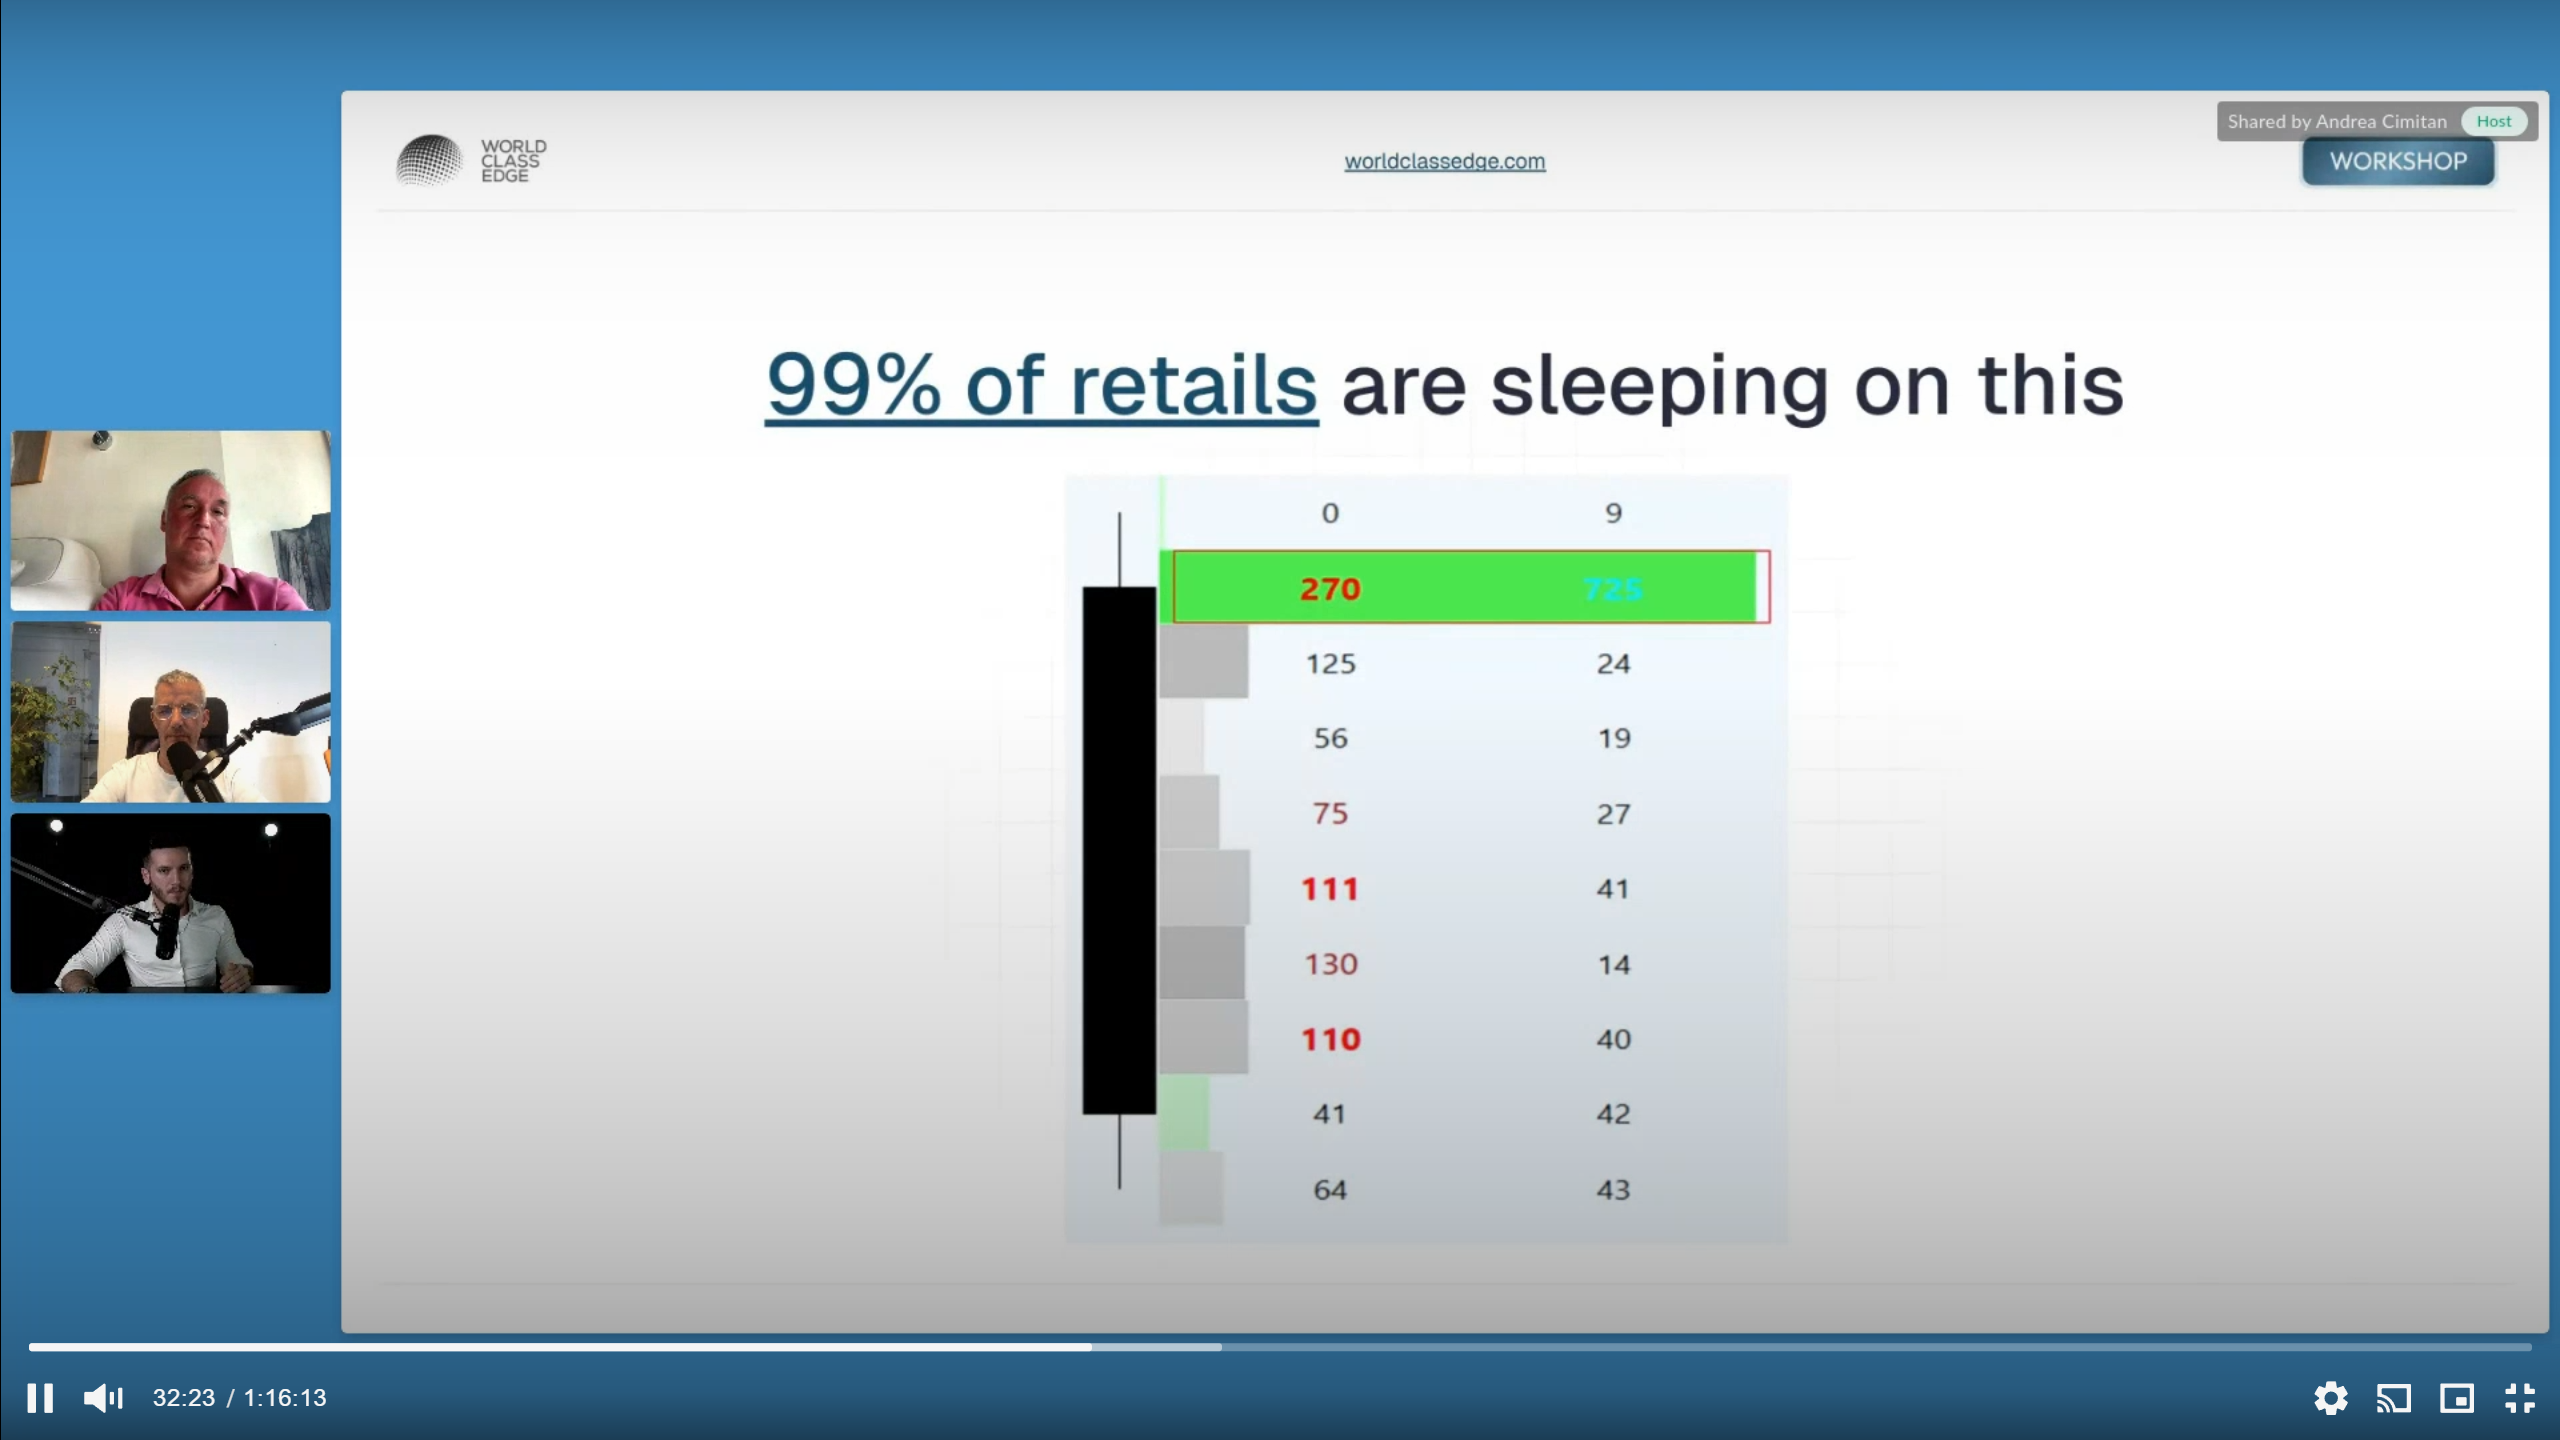 Shared by Andrea Cimitan Host
WORLD
CLASS
EDGE
worldclassedge.com
WORKSHOP
99% of retails are sleeping on this
0 9
270 725
125 24
56 19
75 27
111 41
130 14
110 40
41 42
64 43
32:23 / 1:16:13